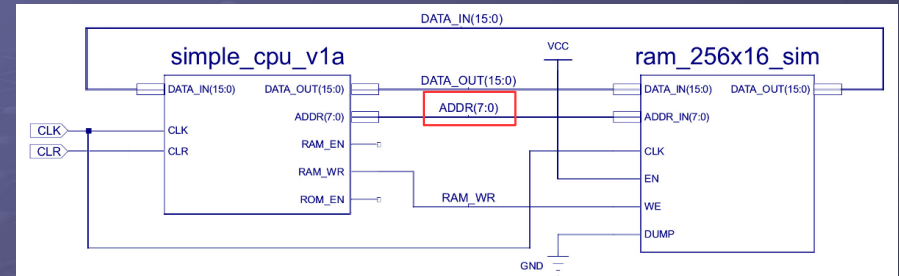 DATA_IN(15:0)
simple_cpu_v1a
VCC
ram_256x16_sim
DATA_IN(15:0) DATA_OUT(15:0)
DATA_OUT(15:0)
DATA_IN(15:0) DATA_OUT(15:0)
ADDR(7:0)
ADDR(7:0)
ADDR_IN(7:0)
CLK
CLK
CLR
CLR
RAM_EN
CLK
RAM_WR
EN
ROM_EN
RAM_WR
WE
DUMP
GND